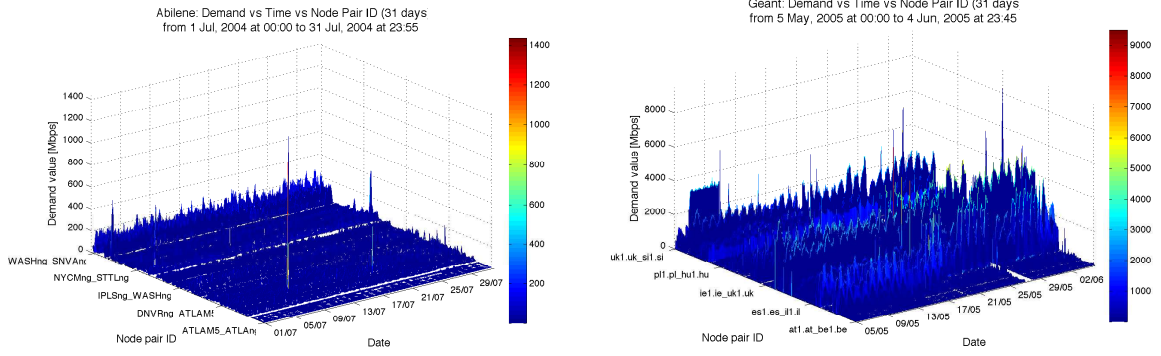 Abilene: Demand vs Time vs Node Pair ID (31 days
from 1 Jul, 2004 at 00:00 to 31 Jul, 2004 at 23:55
1400
1200
1000
800
600
400
200
0
Demand value [Mbps]
WASHng_SNVAng
NYCMng_STTLng
IPLSng_WASHng
DNVRng_ATLAM5
ATLAM5_ATLAng
Node pair ID
01/07
05/07
09/07
13/07
17/07
21/07
25/07
29/07
Date
1400
1200
1000
800
600
400
200
Geant: Demand vs Time vs Node Pair ID (31 days
from 5 May, 2005 at 00:00 to 4 Jun, 2005 at 23:45
8000
6000
4000
2000
0
Demand value [Mbps]
uk1.uk_si1.si
pl1.pl_hu1.hu
ie1.ie_uk1.uk
es1.es_il1.il
at1.at_be1.be
Node pair ID
05/05
09/05
13/05
17/05
21/05
25/05
29/05
02/06
Date
9000
8000
7000
6000
5000
4000
3000
2000
1000